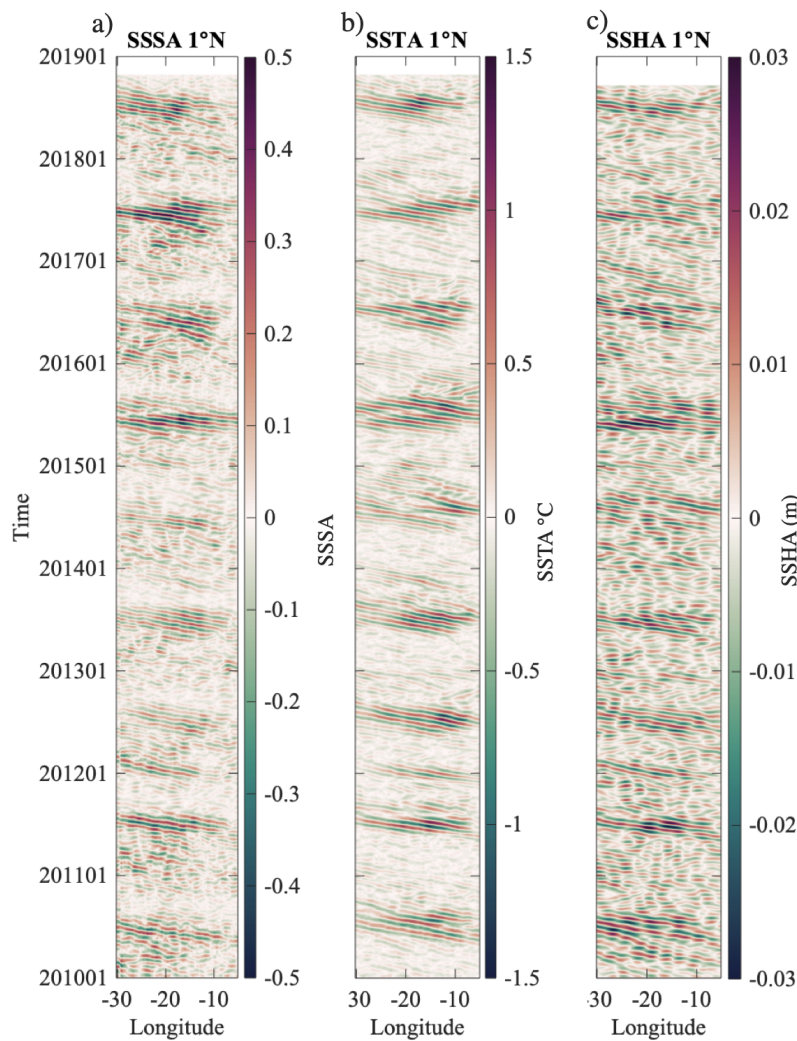 a)
SSSA 1°N
201901
201801
201701
201601
201501
201401
201301
201201
201101
201001
Time
-30 -20 -10
Longitude
0.5
0.4
0.3
0.2
0.1
0
-0.1
-0.2
-0.3
-0.4
-0.5
SSSA
b)
SSTA 1°N
-30 -20 -10
Longitude
1.5
1
0.5
0
-0.5
-1
-1.5
SSTA °C
c)
SSHA 1°N
-30 -20 -10
Longitude
0.03
0.02
0.01
0
-0.01
-0.02
-0.03
SSHA (m)